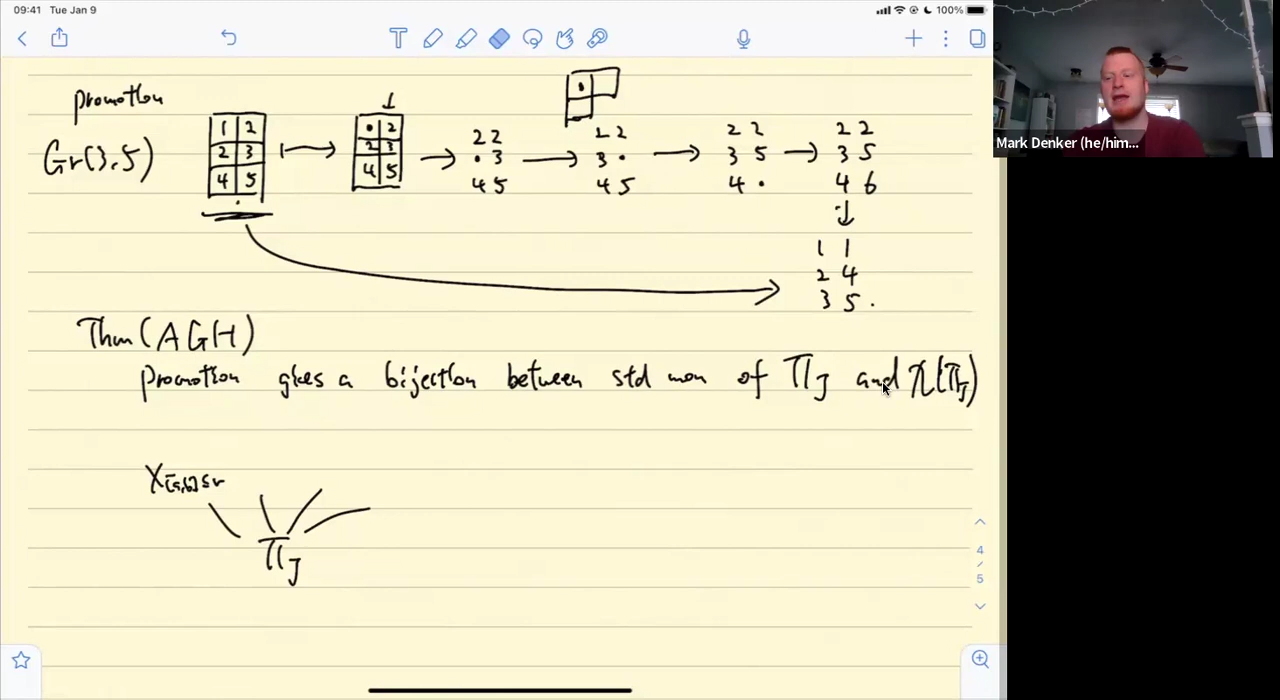 09:41 Tue Jan 9
100%
promotion
Gr(3,5)
1 2
2 3
4 5
• 2
2 3
4 5
2 2
• 3
4 5
2 2
3 •
4 5
2 2
3 5
4 •
2 2
3 5
4 6
1 1
2 4
3 5 .
Thm (AGH)
promotion gives a bijection between std mon of Π_J and χ(Π_J)
Π_J
4
5
Mark Denker (he/him...